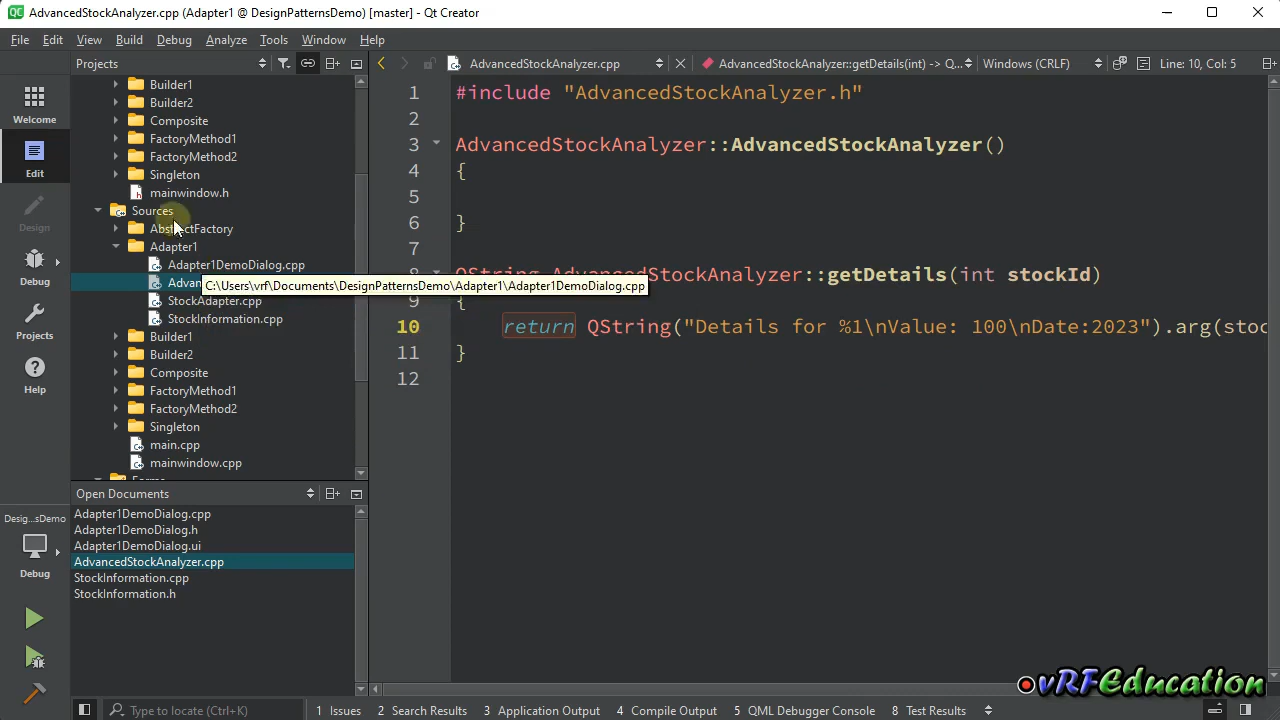 AdvancedStockAnalyzer.cpp (Adapter1 @ DesignPatternsDemo) [master] - Qt Creator
File Edit View Build Debug Analyze Tools Window Help
Projects
AdvancedStockAnalyzer.cpp
AdvancedStockAnalyzer::getDetails(int) -> Q...
Windows (CRLF)
Line: 10, Col: 5
Welcome
Edit
Design
Debug
Projects
Help
Desig...sDemo
Debug
Builder1
Builder2
Composite
FactoryMethod1
FactoryMethod2
Singleton
mainwindow.h
Sources
AbstractFactory
Adapter1
Adapter1DemoDialog.cpp
Advan
C:\Users\vrf\Documents\DesignPatternsDemo\Adapter1\Adapter1DemoDialog.cpp
StockAdapter.cpp
StockInformation.cpp
Builder1
Builder2
Composite
FactoryMethod1
FactoryMethod2
Singleton
main.cpp
mainwindow.cpp
Open Documents
Adapter1DemoDialog.cpp
Adapter1DemoDialog.h
Adapter1DemoDialog.ui
AdvancedStockAnalyzer.cpp
StockInformation.cpp
StockInformation.h
1 #include "AdvancedStockAnalyzer.h"
2
3 AdvancedStockAnalyzer::AdvancedStockAnalyzer()
4 {
5
6 }
7
8 QString AdvancedStockAnalyzer::getDetails(int stockId)
9 {
10 return QString("Details for %1\nValue: 100\nDate:2023").arg(stoc
11 }
12
vRFEducation
Type to locate (Ctrl+K)
1 Issues 2 Search Results 3 Application Output 4 Compile Output 5 QML Debugger Console 8 Test Results